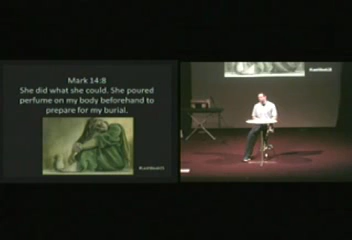 Mark 14:8
She did what she could. She poured
perfume on my body beforehand to
prepare for my burial.